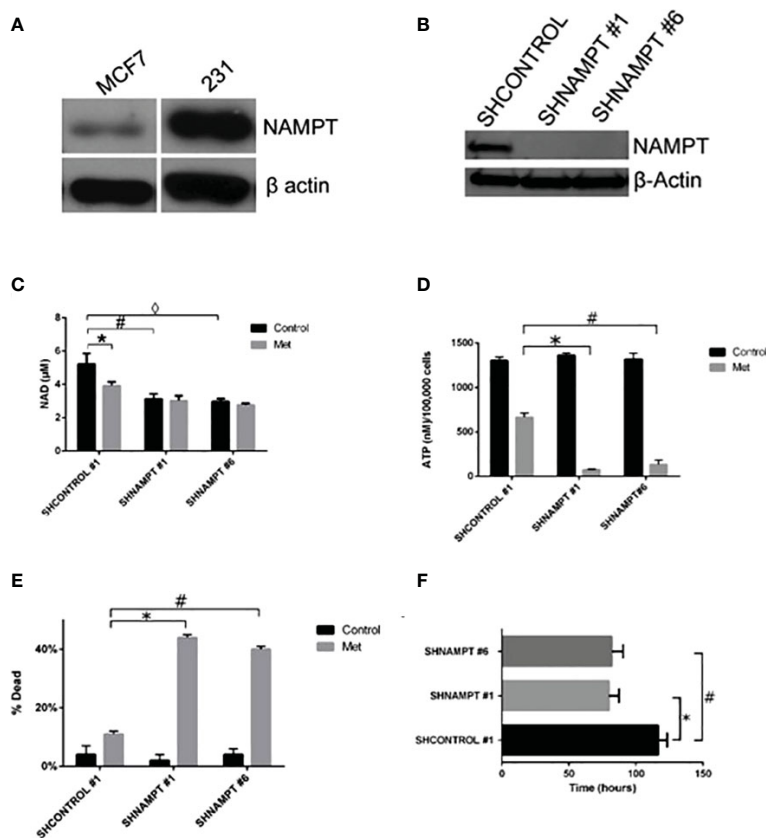 A
MCF7
231
NAMPT
β actin
B
SHCONTROL
SHNAMPT #1
SHNAMPT #6
NAMPT
β-Actin
C
◊
#
*
NAD (µM)
8
6
4
2
0
Control
Met
SHCONTROL #1
SHNAMPT #1
SHNAMPT #6
D
#
*
ATP (nM)/100,000 cells
1500
1000
500
0
Control
Met
SHCONTROL #1
SHNAMPT #1
SHNAMPT#6
E
#
*
% Dead
40%
20%
0%
Control
Met
SHCONTROL #1
SHNAMPT #1
SHNAMPT #6
F
SHNAMPT #6
SHNAMPT #1
SHCONTROL #1
*
#
0 50 100 150
Time (hours)